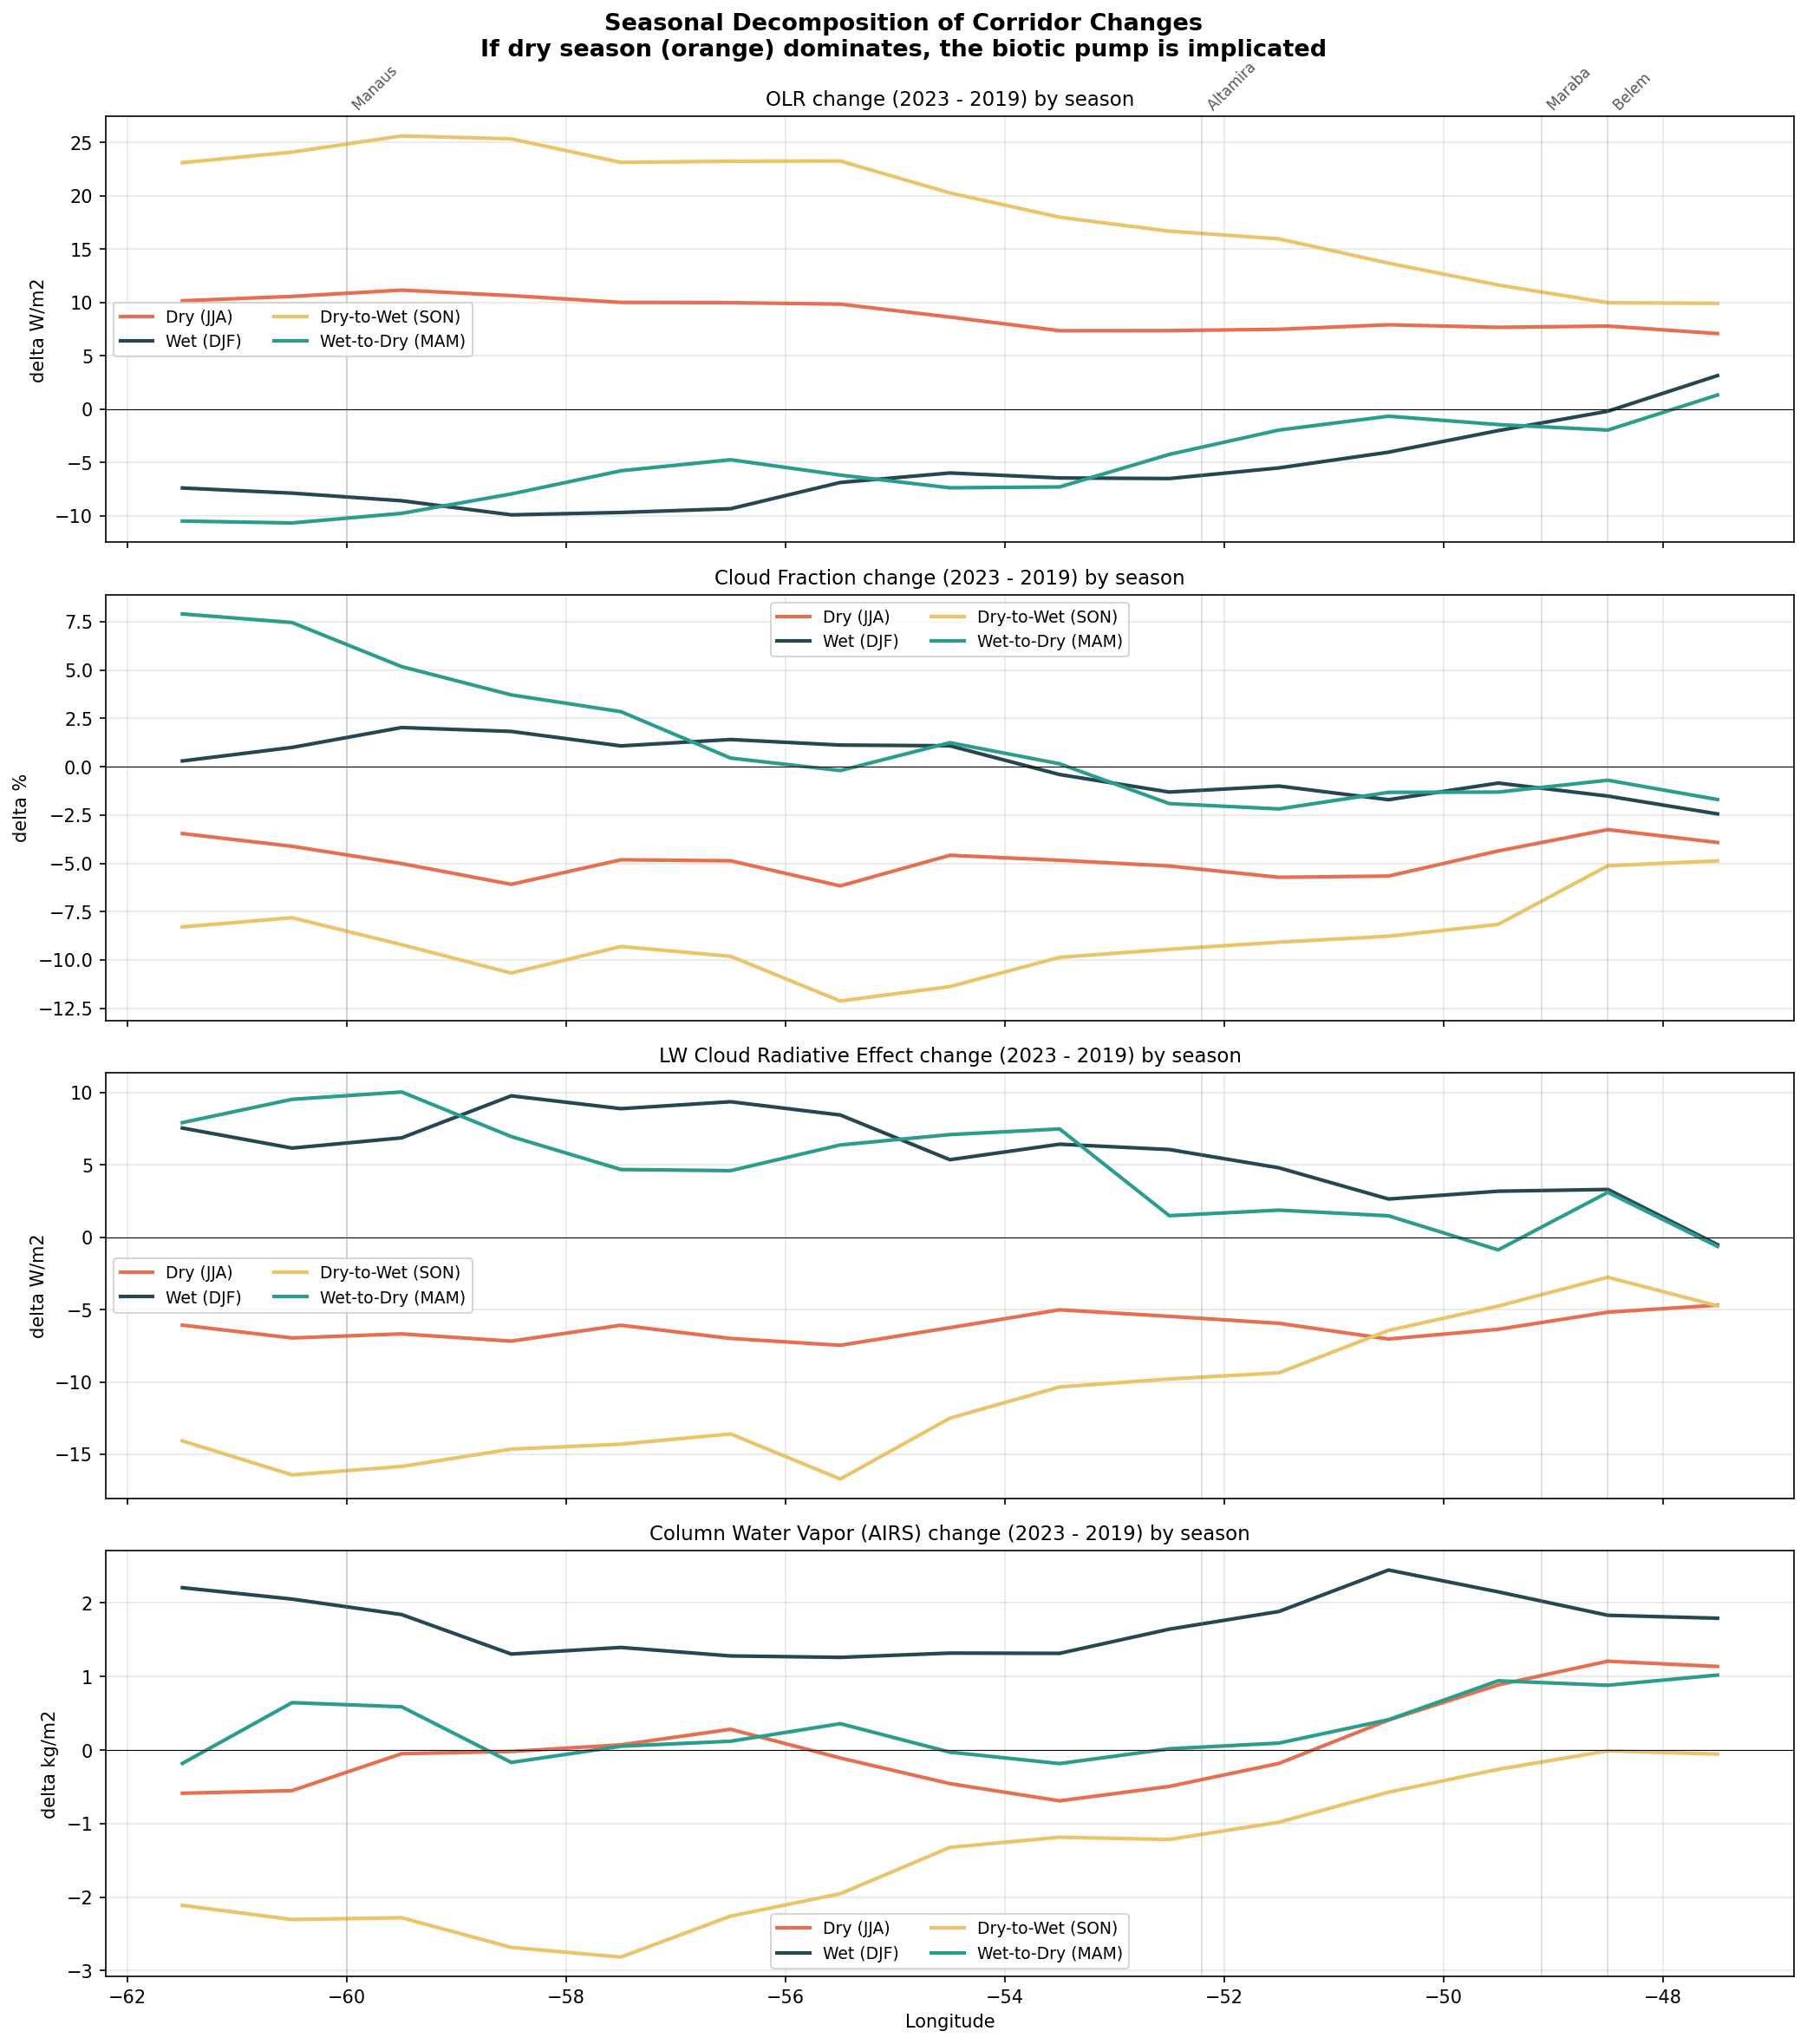 Seasonal Decomposition of Corridor Changes
If dry season (orange) dominates, the biotic pump is implicated
Manaus
Altamira
Maraba
Belem
OLR change (2023 - 2019) by season
delta W/m2
25
20
15
10
5
0
−5
−10
Dry (JJA)
Wet (DJF)
Dry-to-Wet (SON)
Wet-to-Dry (MAM)
Cloud Fraction change (2023 - 2019) by season
delta %
7.5
5.0
2.5
0.0
−2.5
−5.0
−7.5
−10.0
−12.5
Dry (JJA)
Wet (DJF)
Dry-to-Wet (SON)
Wet-to-Dry (MAM)
LW Cloud Radiative Effect change (2023 - 2019) by season
delta W/m2
10
5
0
−5
−10
−15
Dry (JJA)
Wet (DJF)
Dry-to-Wet (SON)
Wet-to-Dry (MAM)
Column Water Vapor (AIRS) change (2023 - 2019) by season
delta kg/m2
2
1
0
−1
−2
−3
Dry (JJA)
Wet (DJF)
Dry-to-Wet (SON)
Wet-to-Dry (MAM)
−62
−60
−58
−56
−54
−52
−50
−48
Longitude